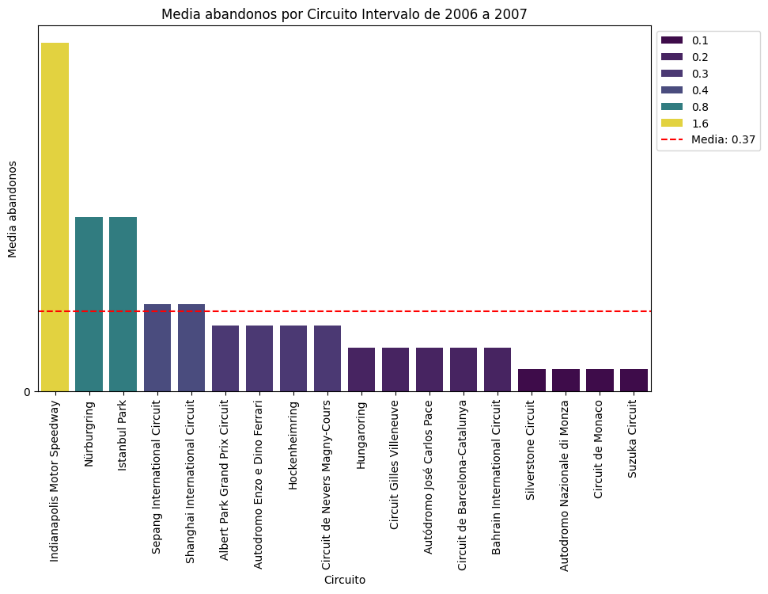 Media abandonos por Circuito Intervalo de 2006 a 2007
0.1
0.2
0.3
0.4
0.8
1.6
Media: 0.37
Media abandonos
0
Indianapolis Motor Speedway
Nürburgring
Istanbul Park
Sepang International Circuit
Shanghai International Circuit
Albert Park Grand Prix Circuit
Autodromo Enzo e Dino Ferrari
Hockenheimring
Circuit de Nevers Magny-Cours
Hungaroring
Circuit Gilles Villeneuve
Autódromo José Carlos Pace
Circuit de Barcelona-Catalunya
Bahrain International Circuit
Silverstone Circuit
Autodromo Nazionale di Monza
Circuit de Monaco
Suzuka Circuit
Circuito